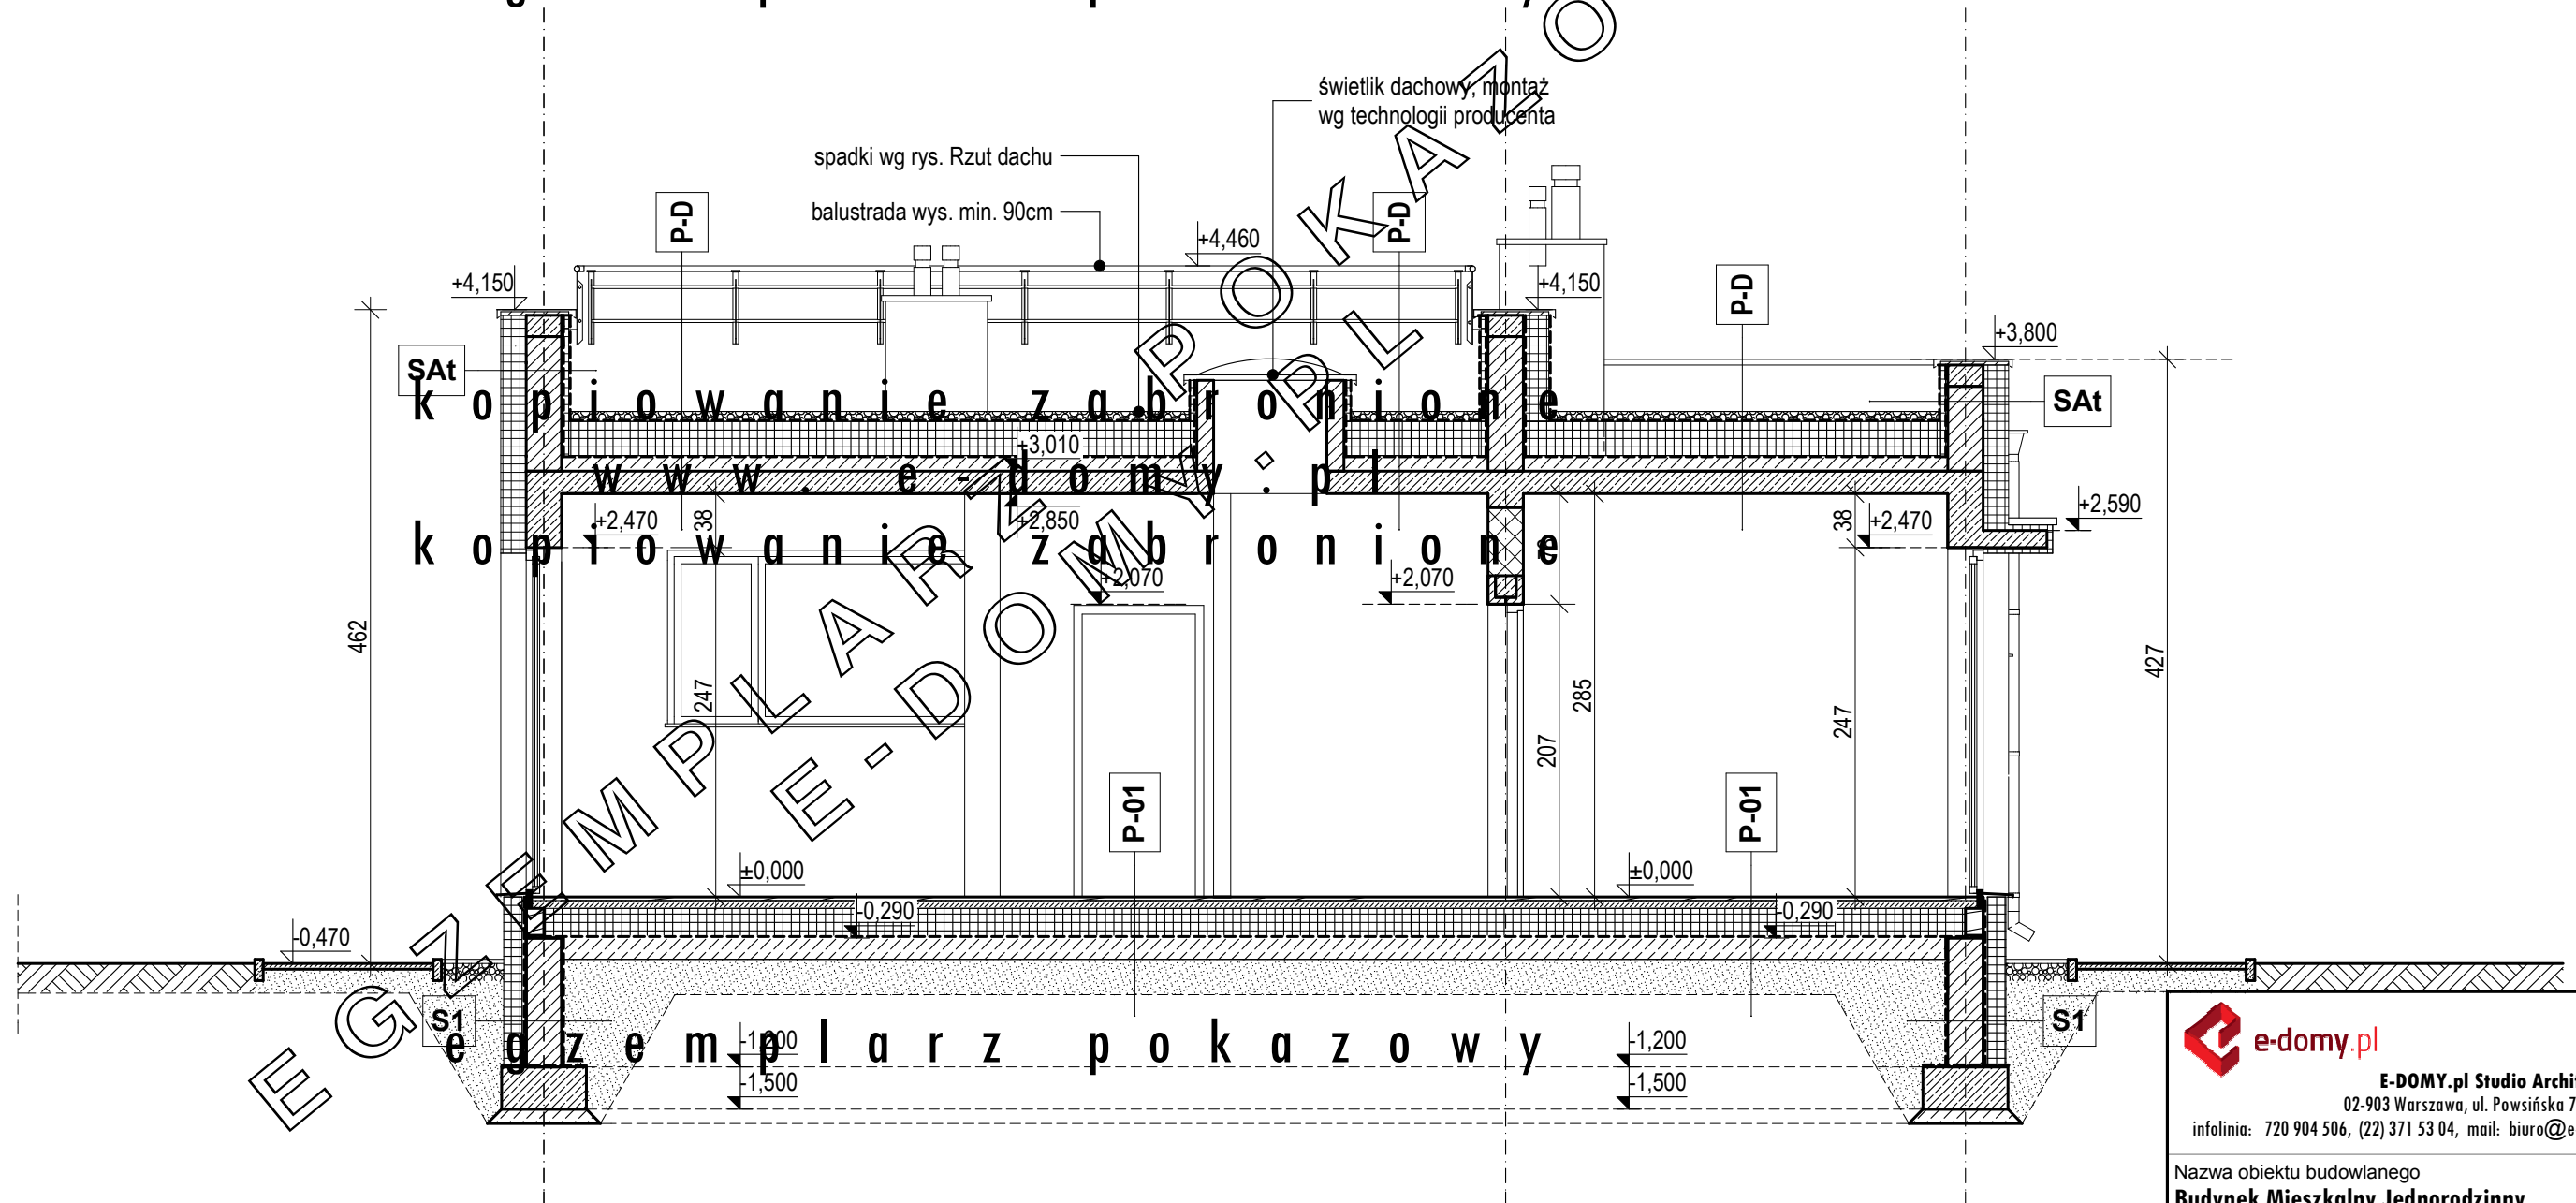 świetlik dachowy, montaż
wg technologii producenta
spadki wg rys. Rzut dachu
balustrada wys. min. 90cm
P-D
P-D
P-D
+4,460
+4,150
+4,150
+3,800
SAt
SAt
kopiowanie zabronione
+3,010
www.e-domy.pl
+2,470
38
+2,850
38
+2,470
+2,590
kopiowanie zabronione
+2,070
+2,070
462
247
207
285
247
427
P-01
P-01
±0,000
±0,000
-0,290
-0,290
-0,470
S1
S1
egzemplarz pokazowy
-1,200
-1,200
-1,500
-1,500
EGZEMPLARZ POKAZO
E-DOMY.PL
e-domy.pl
E-DOMY.pl Studio
02-903 Warszawa, ul. Powsińska
infolinia: 720 904 506, (22) 371 53 04, mail:
Nazwa obiektu budowlanego
Budynek Mieszkalny Jednorodzinny